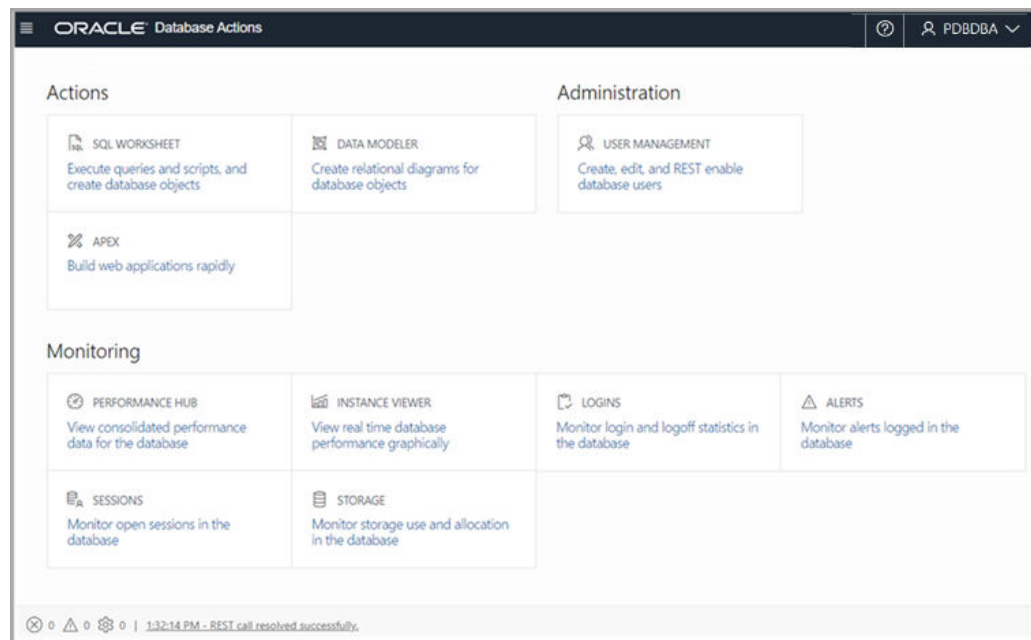 ORACLE Database Actions
PDBDBA
Actions
SQL WORKSHEET
Execute queries and scripts, and
create database objects
DATA MODELER
Create relational diagrams for
database objects
APEX
Build web applications rapidly
Administration
USER MANAGEMENT
Create, edit, and REST enable
database users
Monitoring
PERFORMANCE HUB
View consolidated performance
data for the database
INSTANCE VIEWER
View real time database
performance graphically
LOGINS
Monitor login and logoff statistics in
the database
ALERTS
Monitor alerts logged in the
database
SESSIONS
Monitor open sessions in the
database
STORAGE
Monitor storage use and allocation
in the database
0 0 0 | 1:32:14 PM - REST call resolved successfully.